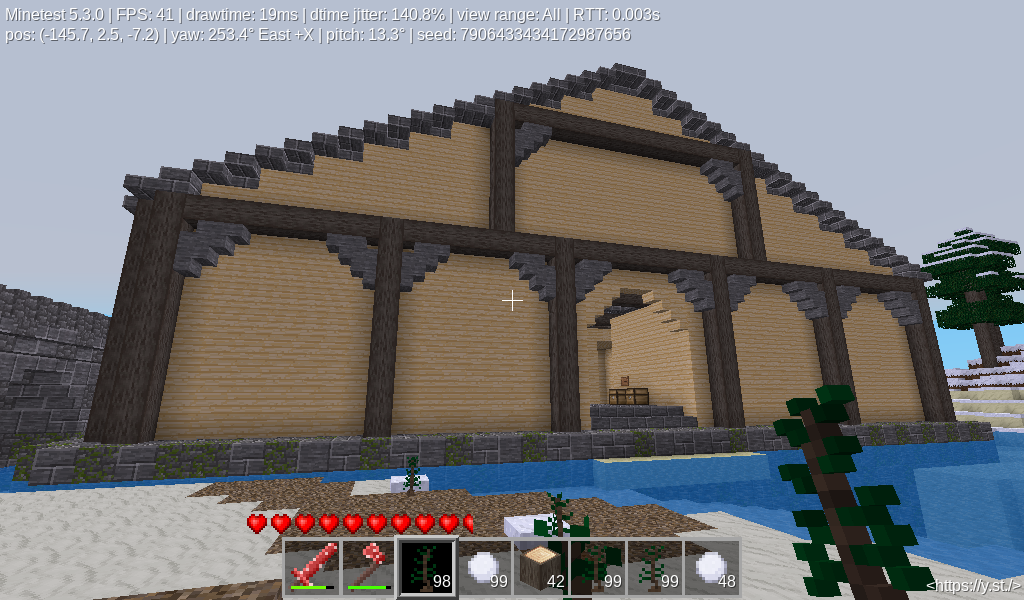 Minetest 5.3.0 | FPS: 41 | drawtime: 19ms | dtime jitter: 140.8% | view range: All | RTT: 0.003s
pos: (-145.7, 2.5, -7.2) | yaw: 253.4° East +X | pitch: 13.3° | seed: 7906433434172987656
98 99 42 99 99 48
<https://y.st./>